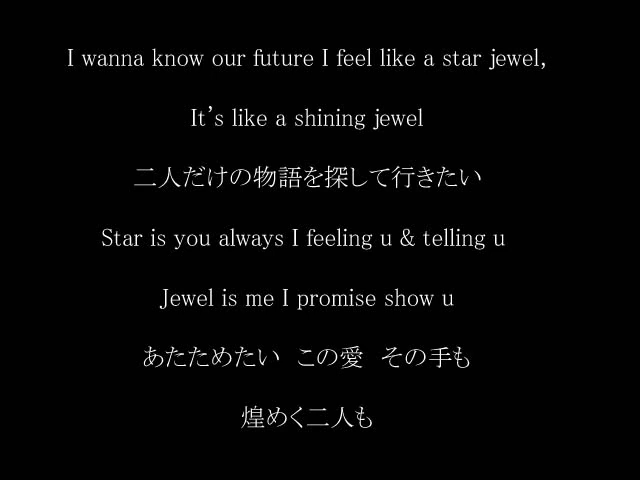 I wanna know our future I feel like a star jewel,
It's like a shining jewel
二人だけの物語を探して行きたい
Star is you always I feeling u & telling u
Jewel is me I promise show u
あたためたい　この愛　その手も
煌めく二人も